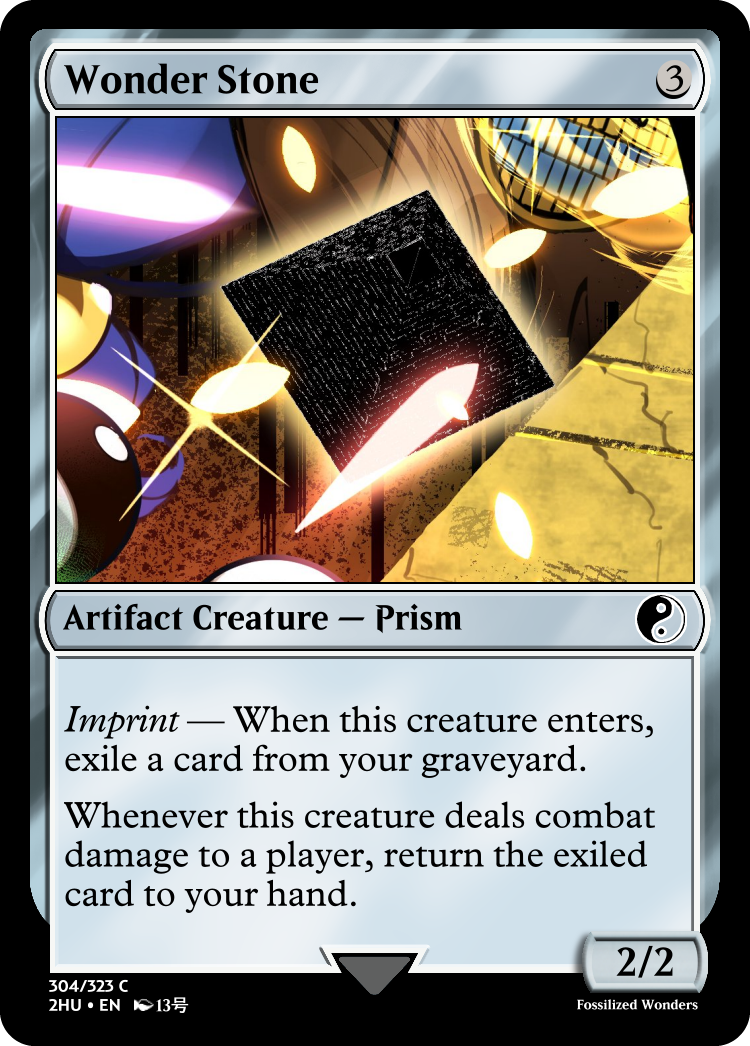 Wonder Stone
3
Artifact Creature — Prism
Imprint — When this creature enters,
exile a card from your graveyard.
Whenever this creature deals combat
damage to a player, return the exiled
card to your hand.
2/2
304/323 C
2HU • EN 13号
Fossilized Wonders